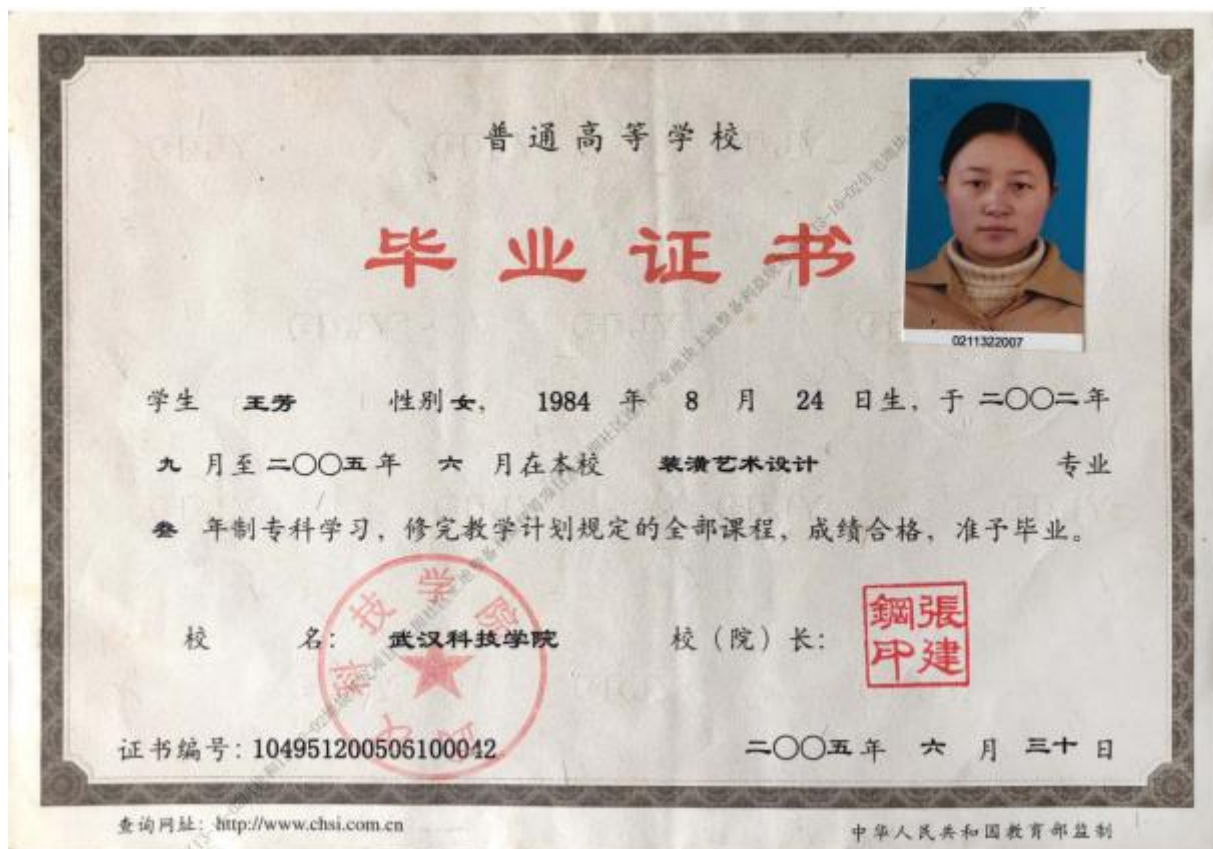 普通高等学校
毕业证书
0211322007
学生 王芳 性别 女, 1984 年 8 月 24 日生, 于 二〇〇二年
九 月至 二〇〇五 年 六 月在本校 装潢艺术设计 专业
叁 年制专科学习, 修完教学计划规定的全部课程, 成绩合格, 准予毕业。
校 名: 武汉科技学院 校(院)长: 張建鋼印
证书编号: 104951200506100042 二〇〇五 年 六 月 三十 日
查询网址: http://www.chsi.com.cn 中华人民共和国教育部监制